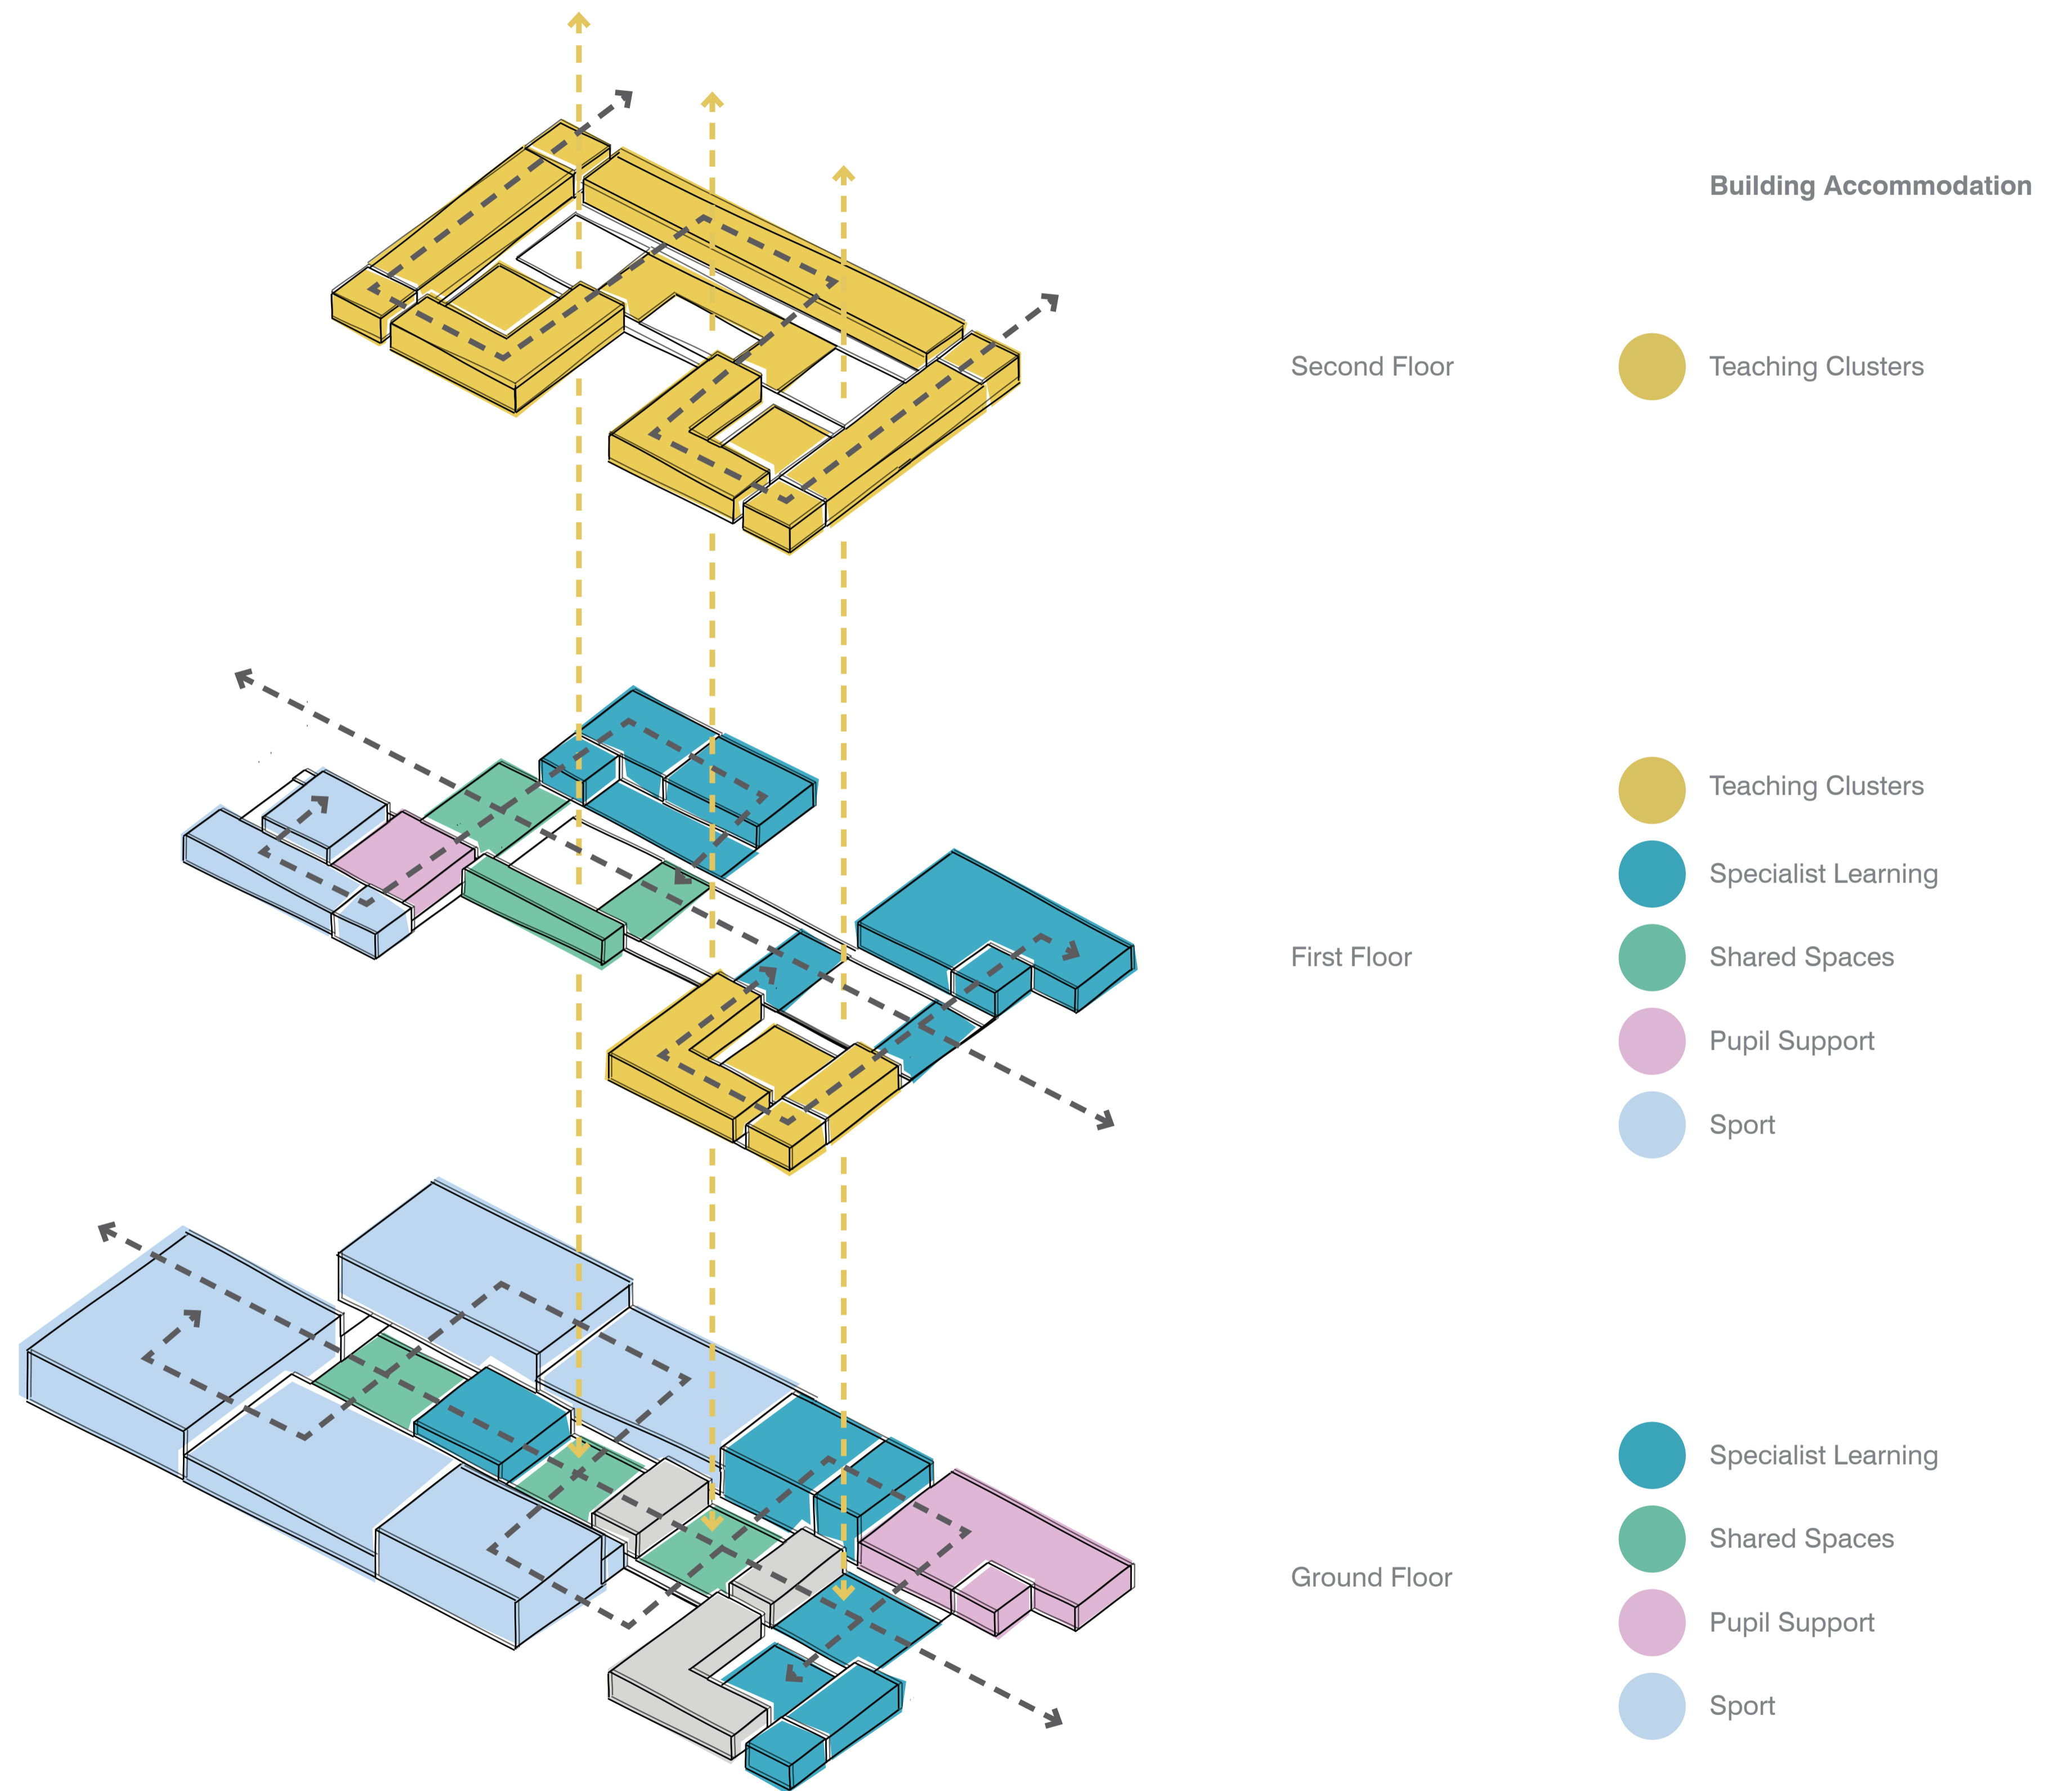 Building Accommodation
Second Floor
Teaching Clusters
Teaching Clusters
Specialist Learning
First Floor
Shared Spaces
Pupil Support
Sport
Specialist Learning
Shared Spaces
Ground Floor
Pupil Support
Sport